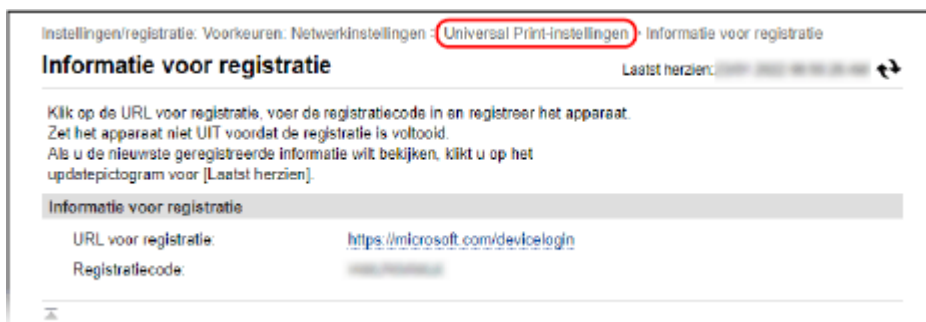 Instellingen/registratie: Voorkeuren: Netwerkinstellingen : Universal Print-instellingen > Informatie voor registratie
Informatie voor registratie
Laatst herzien:
Klik op de URL voor registratie, voer de registratiecode in en registreer het apparaat.
Zet het apparaat niet UIT voordat de registratie is voltooid.
Als u de nieuwste geregistreerde informatie wilt bekijken, klikt u op het
updatepictogram voor [Laatst herzien].
Informatie voor registratie
URL voor registratie: https://microsoft.com/devicelogin
Registratiecode: